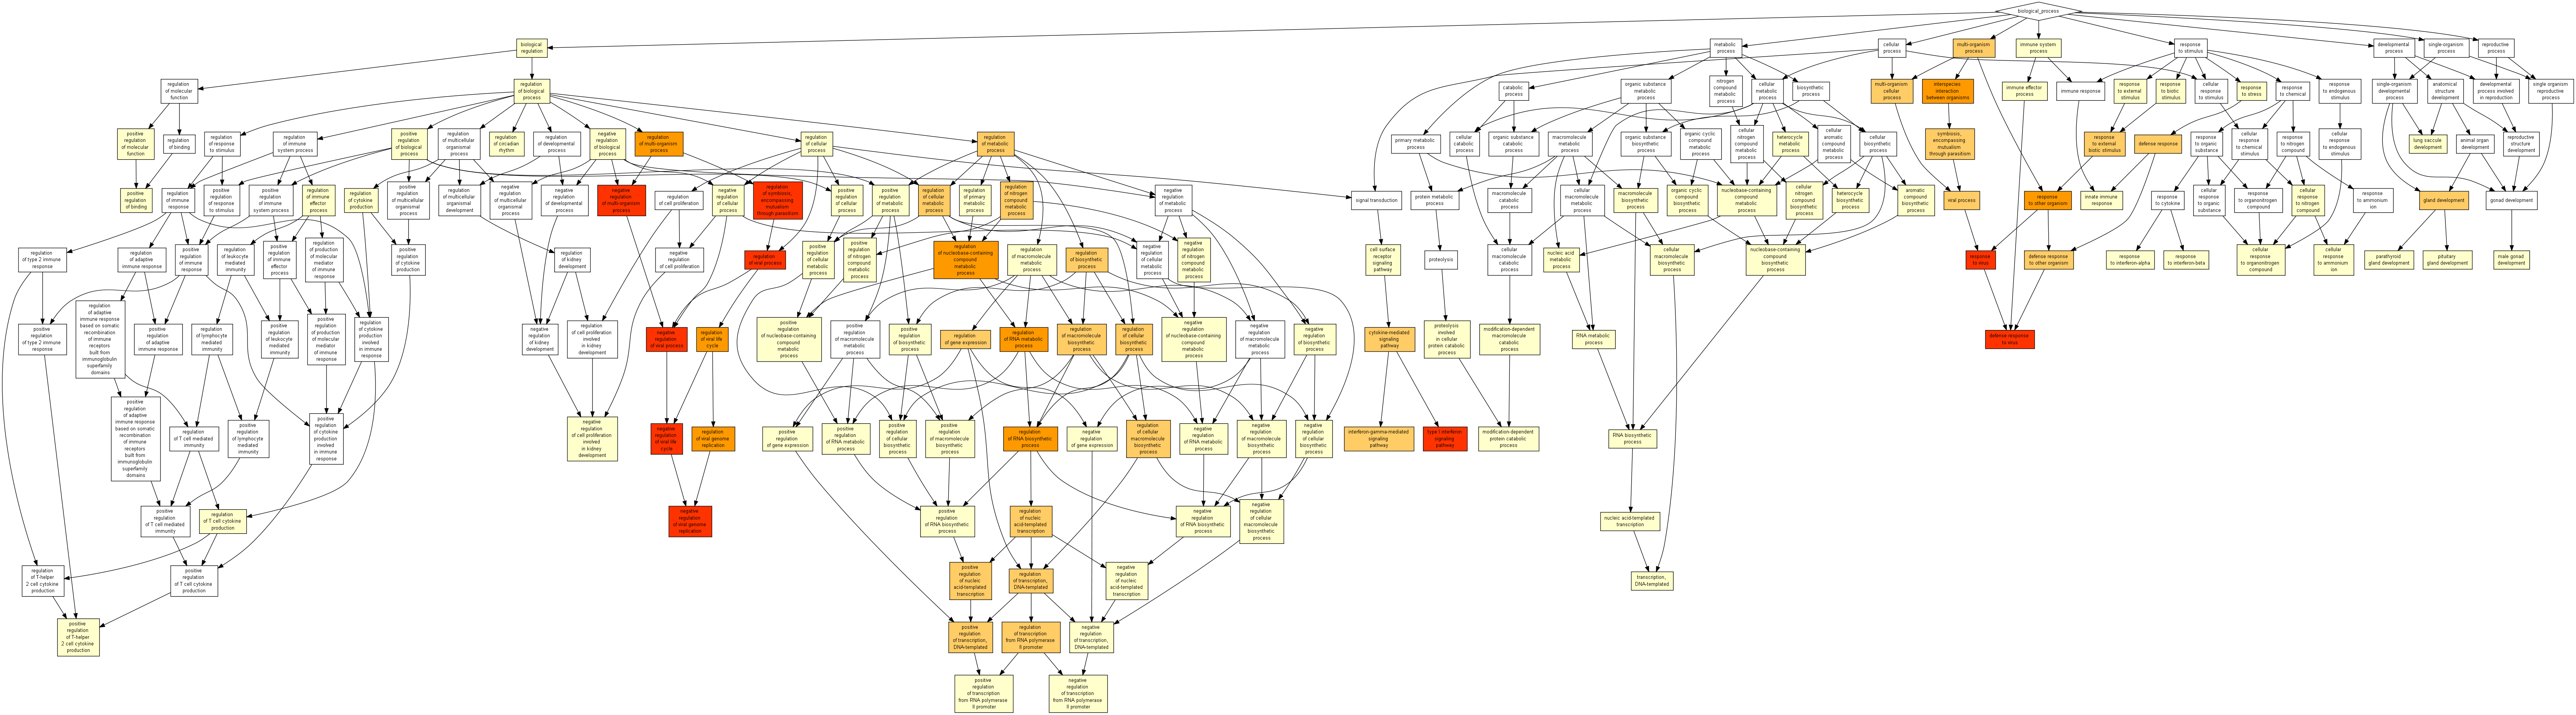 biological_process
biological
regulation
metabolic
process
cellular
process
multi-organism
process
immune system
process
response
to stimulus
developmental
process
single-organism
process
reproductive
process
regulation
of molecular
function
regulation
of biological
process
catabolic
process
organic substance
metabolic
process
nitrogen
compound
metabolic
process
cellular
metabolic
process
biosynthetic
process
multi-organism
cellular
process
interspecies
interaction
between organisms
immune effector
process
immune response
response
to external
stimulus
response
to biotic
stimulus
cellular
response
to stimulus
response
to stress
response
to chemical
response
to endogenous
stimulus
single-organism
developmental
process
anatomical
structure
development
developmental
process involved
in reproduction
single organism
reproductive
process
positive
regulation
of molecular
function
regulation
of binding
regulation
of response
to stimulus
regulation
of immune
system process
positive
regulation
of biological
process
regulation
of multicellular
organismal
process
regulation
of circadian
rhythm
regulation
of developmental
process
negative
regulation
of biological
process
regulation
of multi-organism
process
regulation
of cellular
process
regulation
of metabolic
process
primary metabolic
process
cellular
catabolic
process
organic substance
catabolic
process
macromolecule
metabolic
process
organic substance
biosynthetic
process
organic cyclic
compound
metabolic
process
cellular
nitrogen
compound
metabolic
process
heterocycle
metabolic
process
cellular
aromatic
compound
metabolic
process
cellular
biosynthetic
process
symbiosis,
encompassing
mutualism
through parasitism
response
to external
biotic stimulus
defense response
response
to organic
substance
cellular
response
to chemical
stimulus
response
to nitrogen
compound
cellular
response
to endogenous
stimulus
lung saccule
development
animal organ
development
reproductive
structure
development
positive
regulation
of binding
regulation
of immune
response
positive
regulation
of response
to stimulus
positive
regulation
of immune
system process
regulation
of immune
effector
process
regulation
of cytokine
production
positive
regulation
of multicellular
organismal
process
regulation
of multicellular
organismal
development
negative
regulation
of multicellular
organismal
process
negative
regulation
of developmental
process
negative
regulation
of multi-organism
process
regulation
of cell proliferation
negative
regulation
of cellular
process
regulation
of symbiosis,
encompassing
mutualism
through parasitism
positive
regulation
of cellular
process
positive
regulation
of metabolic
process
regulation
of cellular
metabolic
process
regulation
of primary
metabolic
process
regulation
of nitrogen
compound
metabolic
process
negative
regulation
of metabolic
process
signal transduction
protein metabolic
process
macromolecule
catabolic
process
cellular
macromolecule
metabolic
process
macromolecule
biosynthetic
process
organic cyclic
compound
biosynthetic
process
nucleobase-containing
compound
metabolic
process
cellular
nitrogen
compound
biosynthetic
process
heterocycle
biosynthetic
process
aromatic
compound
biosynthetic
process
viral process
response
to other organism
innate immune
response
response
to cytokine
cellular
response
to organic
substance
response
to organonitrogen
compound
cellular
response
to nitrogen
compound
response
to ammonium
ion
gland development
gonad development
regulation
of type 2 immune
response
regulation
of adaptive
immune response
positive
regulation
of immune
response
regulation
of leukocyte
mediated
immunity
positive
regulation
of immune
effector
process
regulation
of production
of molecular
mediator
of immune
response
positive
regulation
of cytokine
production
regulation
of kidney
development
negative
regulation
of cell proliferation
regulation
of viral process
positive
regulation
of cellular
metabolic
process
positive
regulation
of nitrogen
compound
metabolic
process
regulation
of nucleobase-containing
compound
metabolic
process
regulation
of macromolecule
metabolic
process
regulation
of biosynthetic
process
negative
regulation
of cellular
metabolic
process
negative
regulation
of nitrogen
compound
metabolic
process
cell surface
receptor
signaling
pathway
proteolysis
cellular
macromolecule
catabolic
process
nucleic acid
metabolic
process
cellular
macromolecule
biosynthetic
process
nucleobase-containing
compound
biosynthetic
process
response
to virus
defense response
to other organism
response
to interferon-alpha
response
to interferon-beta
cellular
response
to organonitrogen
compound
cellular
response
to ammonium
ion
parathyroid
gland development
pituitary
gland development
male gonad
development
positive
regulation
of type 2 immune
response
regulation
of adaptive
immune response
based on somatic
recombination
of immune
receptors
built from
immunoglobulin
superfamily
domains
positive
regulation
of adaptive
immune response
regulation
of lymphocyte
mediated
immunity
positive
regulation
of leukocyte
mediated
immunity
positive
regulation
of production
of molecular
mediator
of immune
response
regulation
of cytokine
production
involved
in immune
response
negative
regulation
of kidney
development
regulation
of cell proliferation
involved
in kidney
development
negative
regulation
of viral process
regulation
of viral life
cycle
positive
regulation
of nucleobase-containing
compound
metabolic
process
positive
regulation
of macromolecule
metabolic
process
positive
regulation
of biosynthetic
process
regulation
of gene expression
regulation
of RNA metabolic
process
regulation
of macromolecule
biosynthetic
process
regulation
of cellular
biosynthetic
process
negative
regulation
of nucleobase-containing
compound
metabolic
process
negative
regulation
of macromolecule
metabolic
process
negative
regulation
of biosynthetic
process
cytokine-mediated
signaling
pathway
proteolysis
involved
in cellular
protein catabolic
process
modification-dependent
macromolecule
catabolic
process
RNA metabolic
process
defense response
to virus
positive
regulation
of adaptive
immune response
based on somatic
recombination
of immune
receptors
built from
immunoglobulin
superfamily
domains
regulation
of T cell mediated
immunity
positive
regulation
of lymphocyte
mediated
immunity
positive
regulation
of cytokine
production
involved
in immune
response
negative
regulation
of cell proliferation
involved
in kidney
development
negative
regulation
of viral life
cycle
regulation
of viral genome
replication
positive
regulation
of gene expression
positive
regulation
of RNA metabolic
process
positive
regulation
of cellular
biosynthetic
process
positive
regulation
of macromolecule
biosynthetic
process
regulation
of RNA biosynthetic
process
negative
regulation
of gene expression
regulation
of cellular
macromolecule
biosynthetic
process
negative
regulation
of RNA metabolic
process
negative
regulation
of macromolecule
biosynthetic
process
negative
regulation
of cellular
biosynthetic
process
interferon-gamma-mediated
signaling
pathway
type I interferon
signaling
pathway
modification-dependent
protein catabolic
process
RNA biosynthetic
process
positive
regulation
of T cell mediated
immunity
regulation
of T cell cytokine
production
negative
regulation
of viral genome
replication
positive
regulation
of RNA biosynthetic
process
regulation
of nucleic
acid-templated
transcription
negative
regulation
of RNA biosynthetic
process
negative
regulation
of cellular
macromolecule
biosynthetic
process
nucleic acid-templated
transcription
regulation
of T-helper
2 cell cytokine
production
positive
regulation
of T cell cytokine
production
positive
regulation
of nucleic
acid-templated
transcription
regulation
of transcription,
DNA-templated
negative
regulation
of nucleic
acid-templated
transcription
transcription,
DNA-templated
positive
regulation
of T-helper
2 cell cytokine
production
positive
regulation
of transcription,
DNA-templated
regulation
of transcription
from RNA polymerase
II promoter
negative
regulation
of transcription,
DNA-templated
positive
regulation
of transcription
from RNA polymerase
II promoter
negative
regulation
of transcription
from RNA polymerase
II promoter